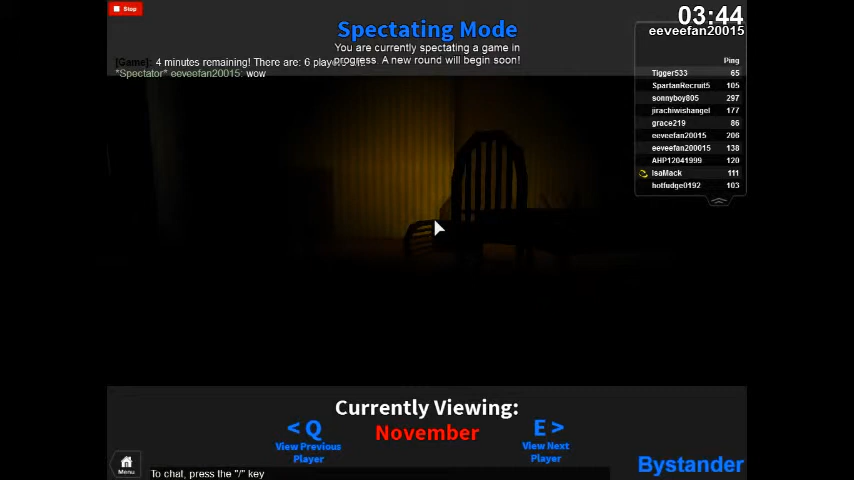 Stop
03:44
Spectating Mode
eeveefan20015
You are currently spectating a game in
progress. A new round will begin soon!
[Game]: 4 minutes remaining! There are: 6 players
*Spectator* eeveefan20015: wow
Ping
Tigger533 65
SpartanRecruit5 105
sonnyboy805 297
jirachiwishangel 177
grace219 86
eeveefan20015 206
eeveefan200015 138
AHP12041999 120
IsaMack 111
hotfudge0192 103
Currently Viewing:
< Q
View Previous
Player
November
E >
View Next
Player
Menu
To chat, press the "/" key
Bystander